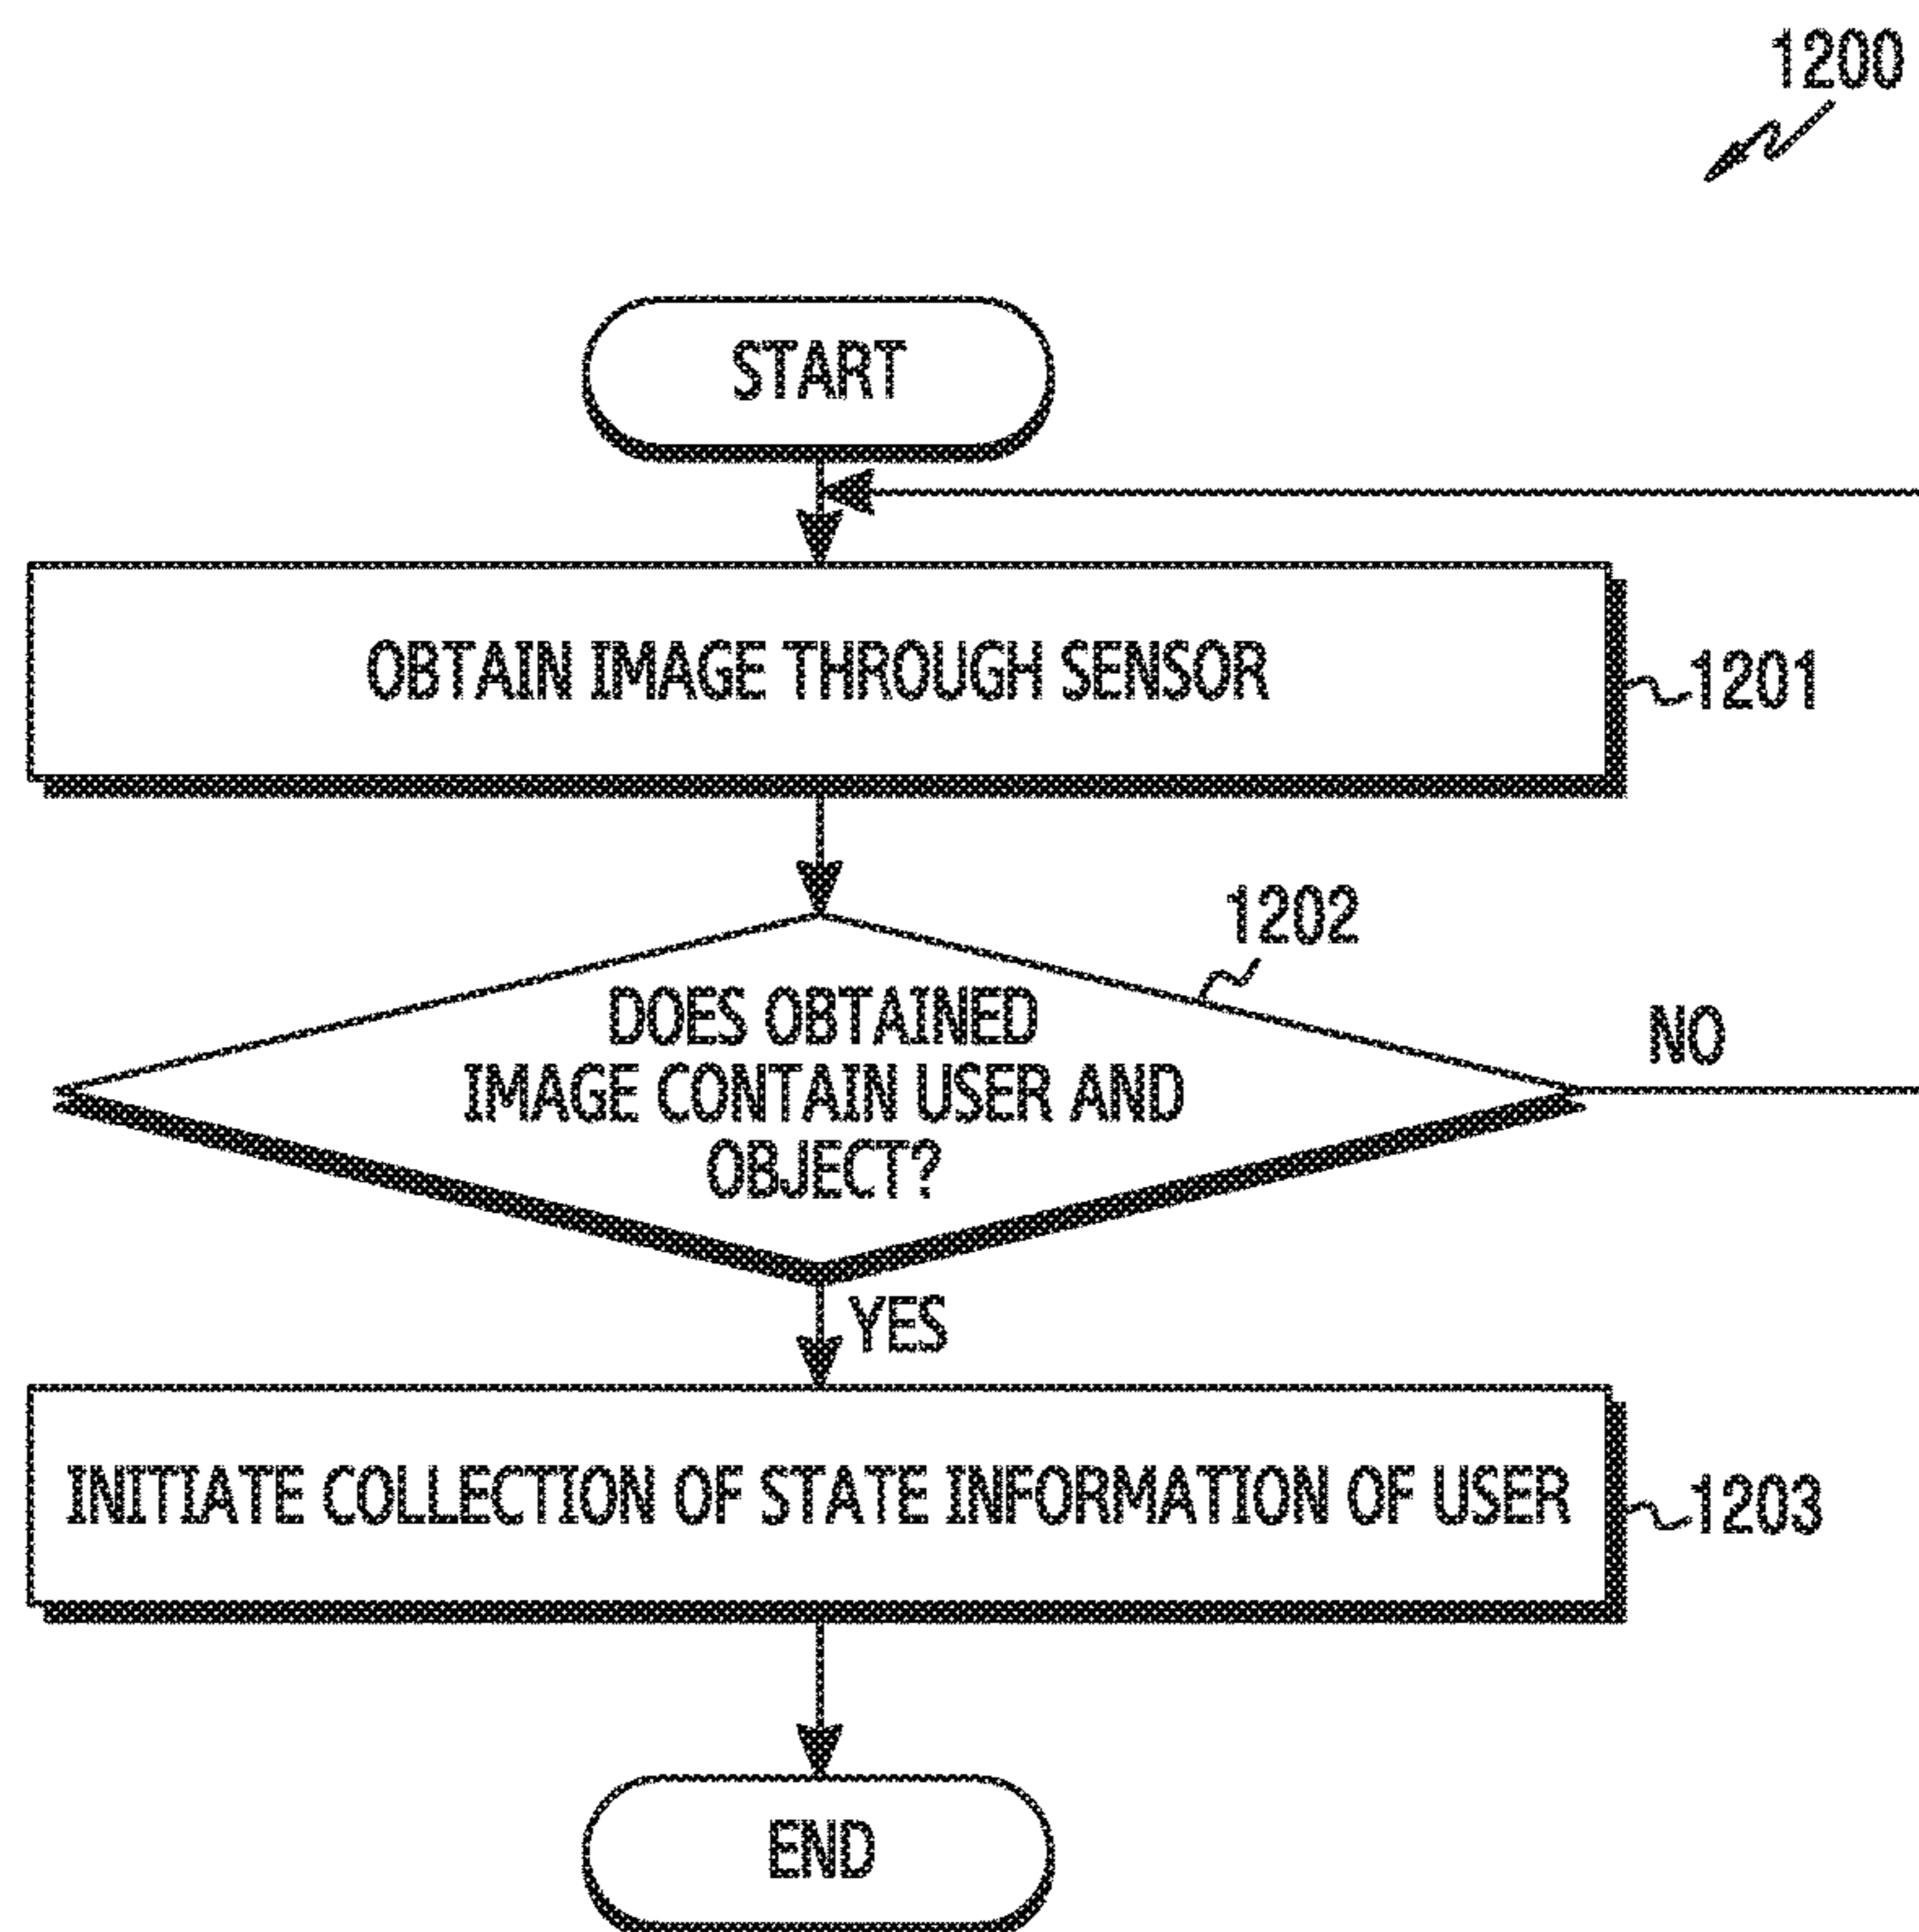 1200
START
OBTAIN IMAGE THROUGH SENSOR
1201
1202
DOES OBTAINED
IMAGE CONTAIN USER AND
OBJECT?
NO
YES
INITIATE COLLECTION OF STATE INFORMATION OF USER
1203
END